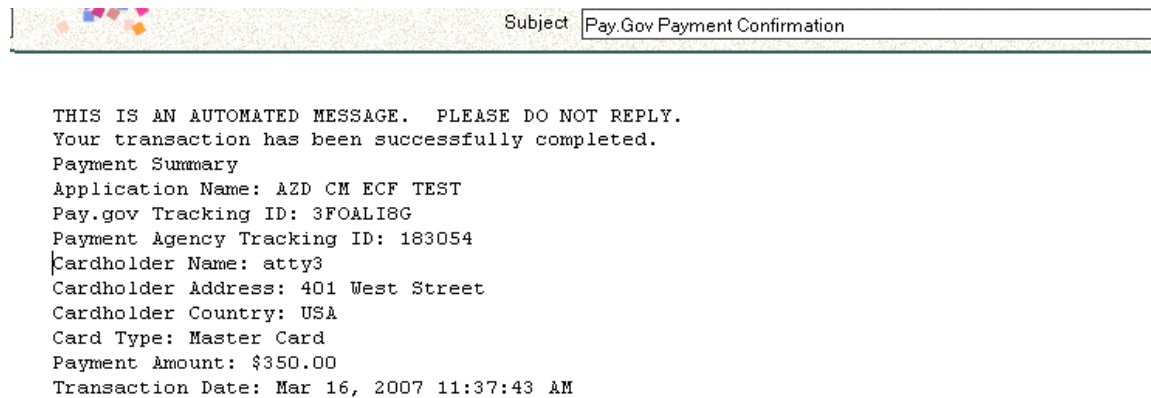 Subject Pay.Gov Payment Confirmation
THIS IS AN AUTOMATED MESSAGE.  PLEASE DO NOT REPLY.
Your transaction has been successfully completed.
Payment Summary
Application Name: AZD CM ECF TEST
Pay.gov Tracking ID: 3FOALI8G
Payment Agency Tracking ID: 183054
Cardholder Name: atty3
Cardholder Address: 401 West Street
Cardholder Country: USA
Card Type: Master Card
Payment Amount: $350.00
Transaction Date: Mar 16, 2007 11:37:43 AM